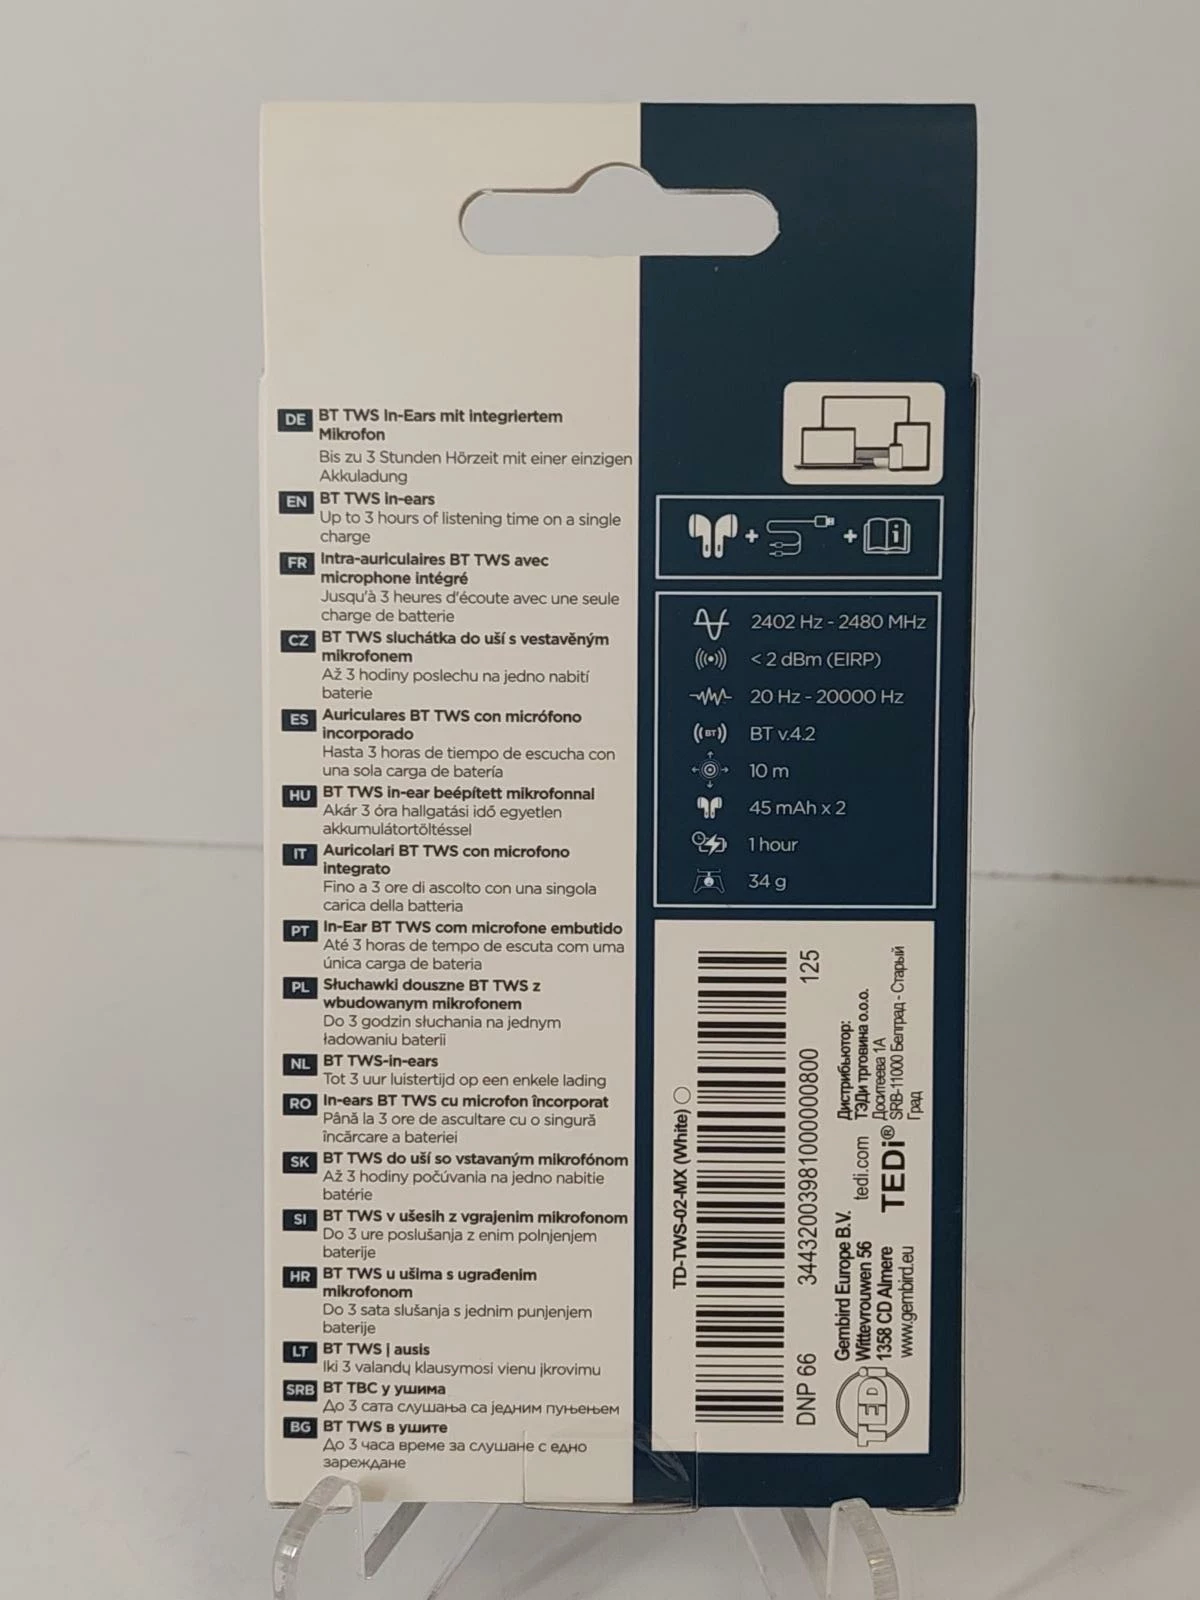 DE
BT TWS In-Ears mit integriertem
Mikrofon
Bis zu 3 Stunden Hörzeit mit einer einzigen
Akkuladung
EN
BT TWS in-ears
Up to 3 hours of listening time on a single
charge
FR
Intra-auriculaires BT TWS avec
microphone intégré
Jusqu'à 3 heures d'écoute avec une seule
charge de batterie
CZ
BT TWS sluchátka do uší s vestavěným
mikrofonem
Až 3 hodiny poslechu na jedno nabití
baterie
ES
Auriculares BT TWS con micrófono
incorporado
Hasta 3 horas de tiempo de escucha con
una sola carga de batería
HU
BT TWS in-ear beépített mikrofonnal
Akár 3 óra hallgatási idő egyetlen
akkumulátortöltéssel
IT
Auricolari BT TWS con microfono
integrato
Fino a 3 ore di ascolto con una singola
carica della batteria
PT
In-Ear BT TWS com microfone embutido
Até 3 horas de tempo de escuta com uma
única carga de bateria
PL
Słuchawki douszne BT TWS z
wbudowanym mikrofonem
Do 3 godzin słuchania na jednym
ładowaniu baterii
NL
BT TWS-in-ears
Tot 3 uur luistertijd op een enkele lading
RO
In-ears BT TWS cu microfon încorporat
Până la 3 ore de ascultare cu o singură
încărcare a bateriei
SK
BT TWS do uší so vstavaným mikrofónom
Až 3 hodiny počúvania na jedno nabitie
batérie
SI
BT TWS v ušesih z vgrajenim mikrofonom
Do 3 ure poslušanja z enim polnjenjem
baterije
HR
BT TWS u ušima s ugrađenim
mikrofonom
Do 3 sata slušanja s jednim punjenjem
baterije
LT
BT TWS į ausis
Iki 3 valandų klausymosi vienu įkrovimu
SRB
BT ТВС у ушима
До 3 сата слушања са једним пуњењем
BG
BT TWS в ушите
До 3 часа време за слушане с едно
зареждане
2402 Hz - 2480 MHz
< 2 dBm (EIRP)
20 Hz - 20000 Hz
BT
BT v.4.2
10 m
45 mAh x 2
1 hour
34 g
TD-TWS-02-MX (White)
DNP 66
34432003981000000800
125
Gembird Europe B.V.
Wittevrouwen 56
1358 CD Almere
www.gembird.eu
tedi.com
TEDi®
Дистрибьютор:
ТЭДи трговина о.о.о.
Доситеева 1А
SRB-11000 Белград - Старый
Град
TEDi